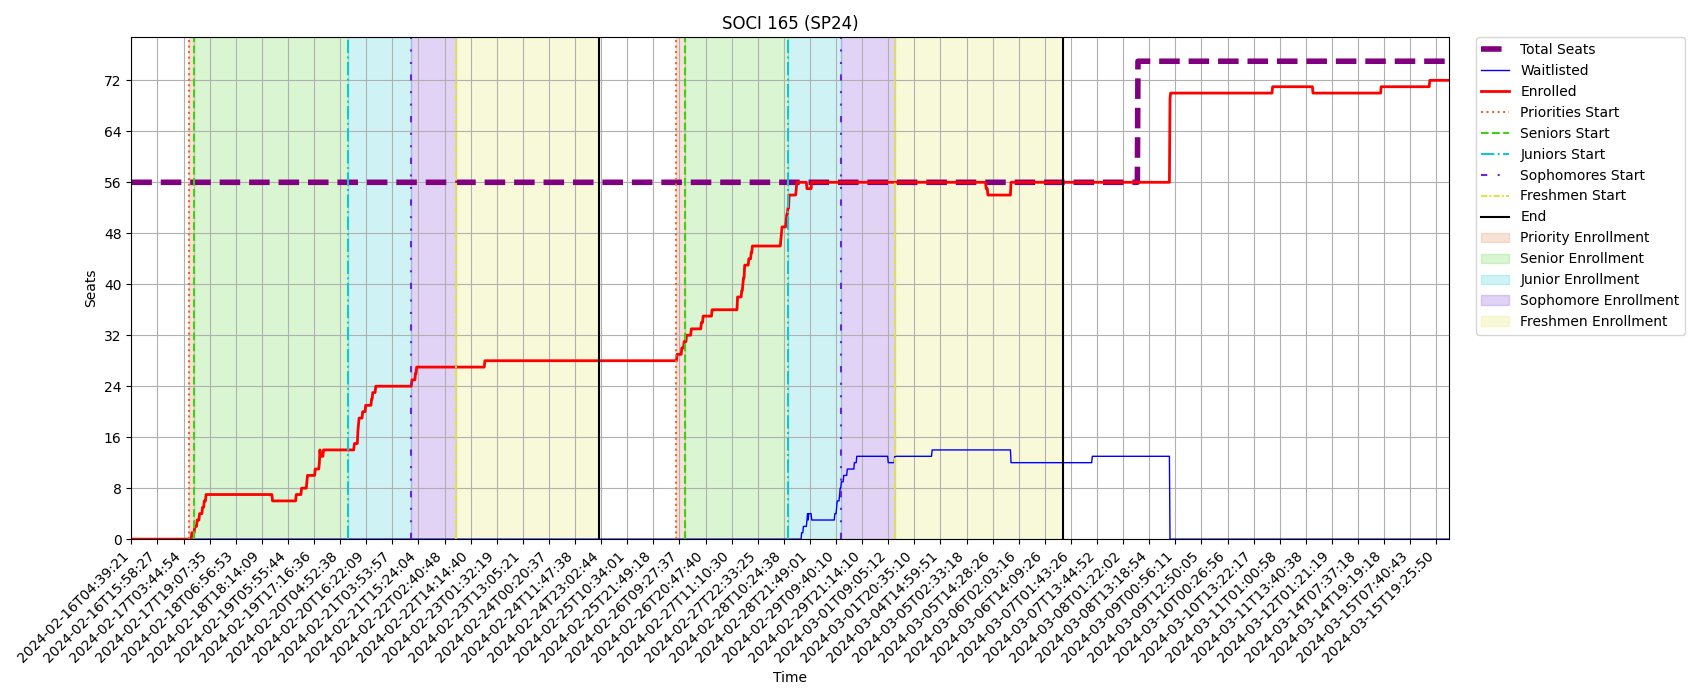 SOCI 165 (SP24)
Seats
72
64
56
48
40
32
24
16
8
0
2024-02-16T04:39:21
2024-02-16T15:58:27
2024-02-17T03:44:54
2024-02-17T19:07:35
2024-02-18T06:56:53
2024-02-18T18:14:09
2024-02-19T05:55:44
2024-02-19T17:16:36
2024-02-20T04:52:38
2024-02-20T16:22:09
2024-02-21T03:53:57
2024-02-21T15:24:04
2024-02-22T02:40:48
2024-02-22T14:14:40
2024-02-23T01:32:19
2024-02-23T13:05:21
2024-02-24T00:20:37
2024-02-24T11:47:38
2024-02-24T23:02:44
2024-02-25T10:34:01
2024-02-25T21:49:18
2024-02-26T09:27:37
2024-02-26T20:47:40
2024-02-27T11:10:30
2024-02-27T22:33:25
2024-02-28T10:24:38
2024-02-28T21:49:01
2024-02-29T09:40:10
2024-02-29T21:14:10
2024-03-01T09:05:12
2024-03-01T20:35:10
2024-03-04T14:59:51
2024-03-05T02:33:18
2024-03-05T14:28:26
2024-03-06T02:03:16
2024-03-06T14:09:26
2024-03-07T01:43:26
2024-03-07T13:44:52
2024-03-08T01:22:02
2024-03-08T13:18:54
2024-03-09T00:56:11
2024-03-09T12:50:05
2024-03-10T00:26:56
2024-03-10T13:22:17
2024-03-11T01:00:58
2024-03-11T13:40:38
2024-03-12T01:21:19
2024-03-14T07:37:18
2024-03-14T19:19:18
2024-03-15T07:40:43
2024-03-15T19:25:50
Time
Total Seats
Waitlisted
Enrolled
Priorities Start
Seniors Start
Juniors Start
Sophomores Start
Freshmen Start
End
Priority Enrollment
Senior Enrollment
Junior Enrollment
Sophomore Enrollment
Freshmen Enrollment